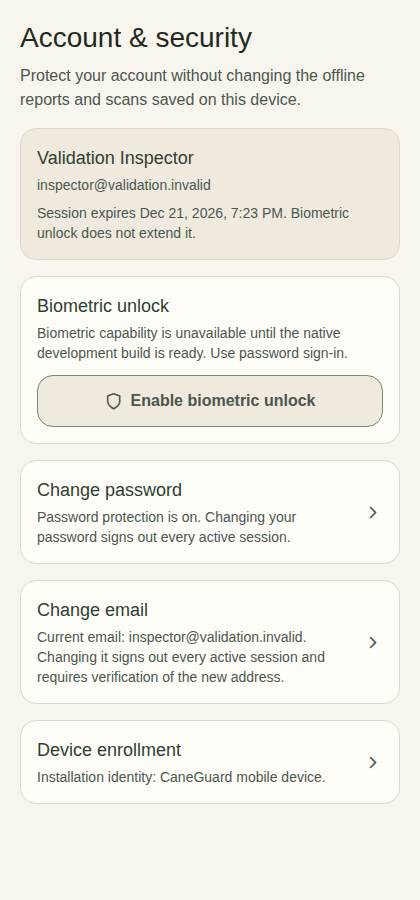 Account & security
Protect your account without changing the offline
reports and scans saved on this device.
Validation Inspector
inspector@validation.invalid
Session expires Dec 21, 2026, 7:23 PM. Biometric
unlock does not extend it.
Biometric unlock
Biometric capability is unavailable until the native
development build is ready. Use password sign-in.
Enable biometric unlock
Change password
Password protection is on. Changing your
password signs out every active session.
Change email
Current email: inspector@validation.invalid.
Changing it signs out every active session and
requires verification of the new address.
Device enrollment
Installation identity: CaneGuard mobile device.